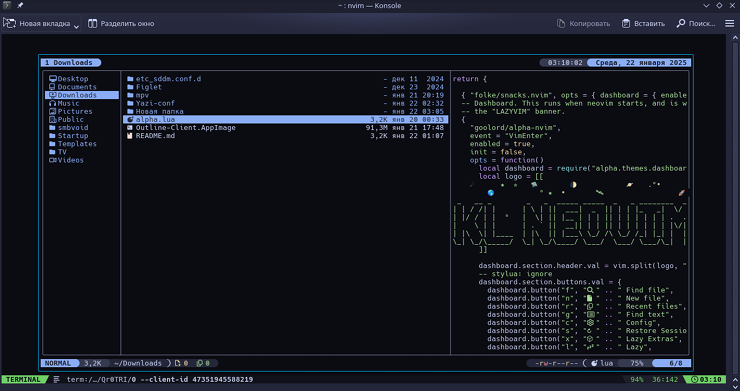 ~ : nvim — Konsole
Новая вкладка
Разделить окно
Копировать
Вставить
Поиск...
1 Downloads
03:10:02
Среда, 22 января 2025
Desktop
Documents
Downloads
Music
Pictures
Public
smbvoid
Startup
Templates
TV
Videos
etc_sddm.conf.d - дек 11 2024
Figlet - дек 23 2024
mpv - янв 21 20:19
Yazi-conf - янв 22 02:32
Новая папка - янв 22 03:05
alpha.lua 3,2K янв 20 00:33
Outline-Client.AppImage 91,3M янв 21 17:48
README.md 3,2K янв 22 01:07
return {
{ "folke/snacks.nvim", opts = { dashboard = { enable
-- Dashboard. This runs when neovim starts, and is w
-- the "LAZYVIM" banner.
{
"goolord/alpha-nvim",
event = "VimEnter",
enabled = true,
init = false,
opts = function()
local dashboard = require("alpha.themes.dashboar
local logo = [[
]]
dashboard.section.header.val = vim.split(logo, "
-- stylua: ignore
dashboard.section.buttons.val = {
dashboard.button("f", " " .. " Find file",
dashboard.button("n", " " .. " New file",
dashboard.button("r", " " .. " Recent files",
dashboard.button("g", " " .. " Find text",
dashboard.button("c", " " .. " Config",
dashboard.button("s", " " .. " Restore Sessio
dashboard.button("x", " " .. " Lazy Extras",
dashboard.button("l", " " .. " Lazy",
NORMAL 3,2K ~/Downloads 0 0
-rw-r--r-- lua 75% 6/8
TERMINAL term:/…/Qr0TRI/0 --client-id 47351945588219
94% 36:142 03:10